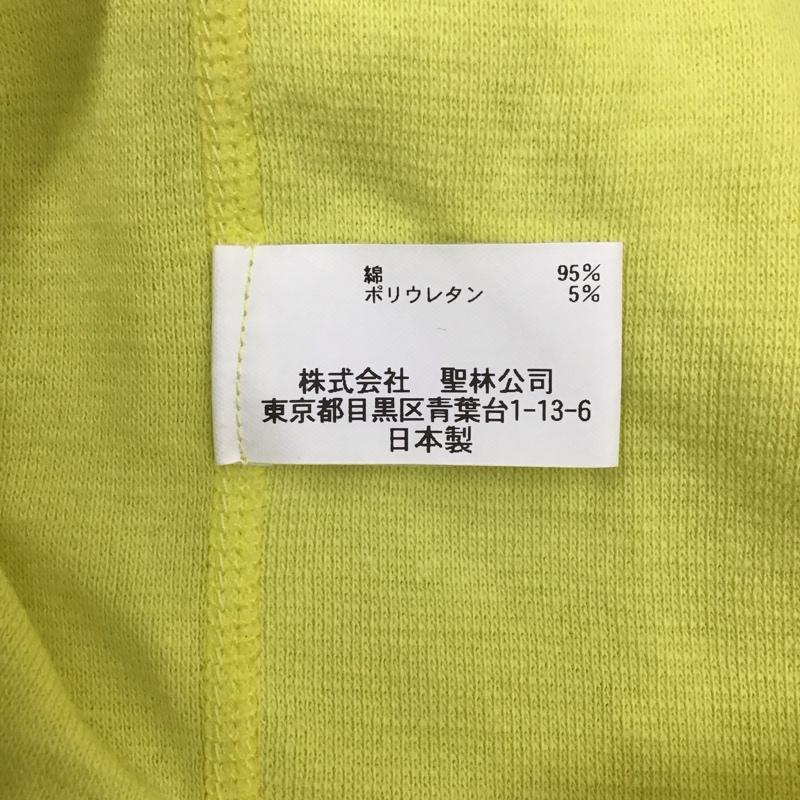 綿 95%
ポリウレタン 5%
株式会社 聖林公司
東京都目黒区青葉台1-13-6
日本製